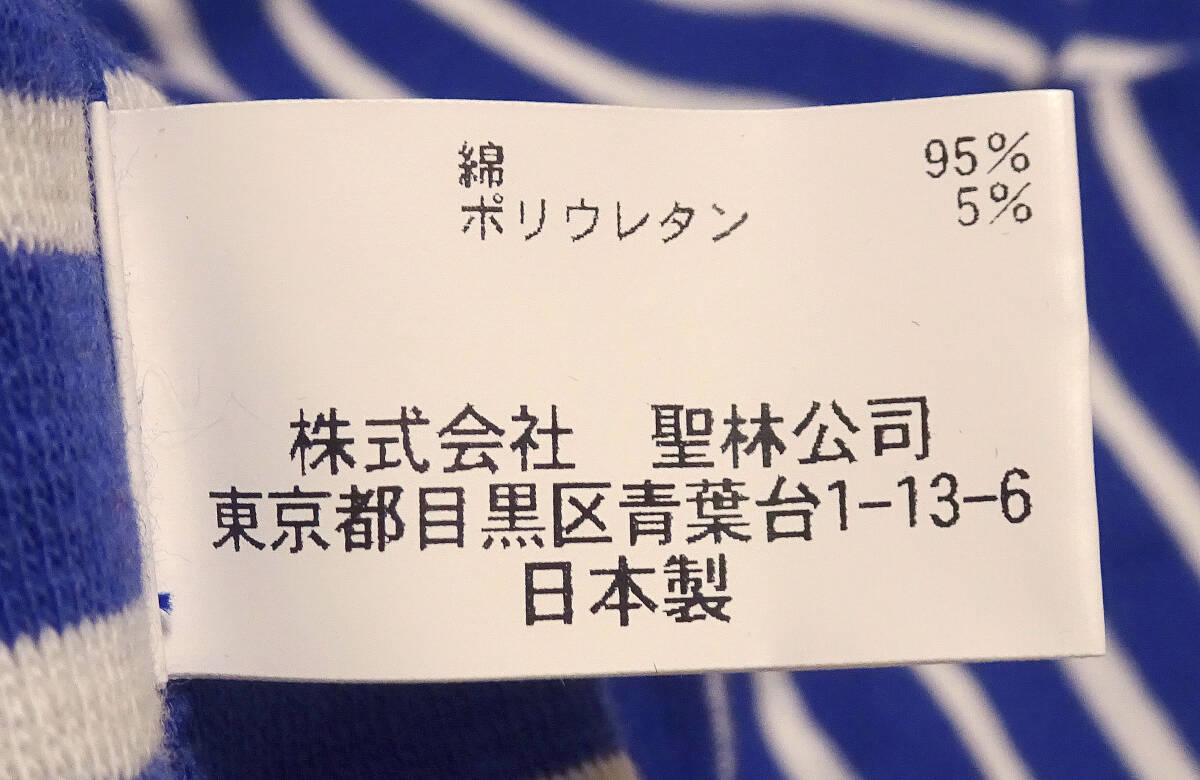 綿 95%
ポリウレタン 5%
株式会社 聖林公司
東京都目黒区青葉台1-13-6
日本製